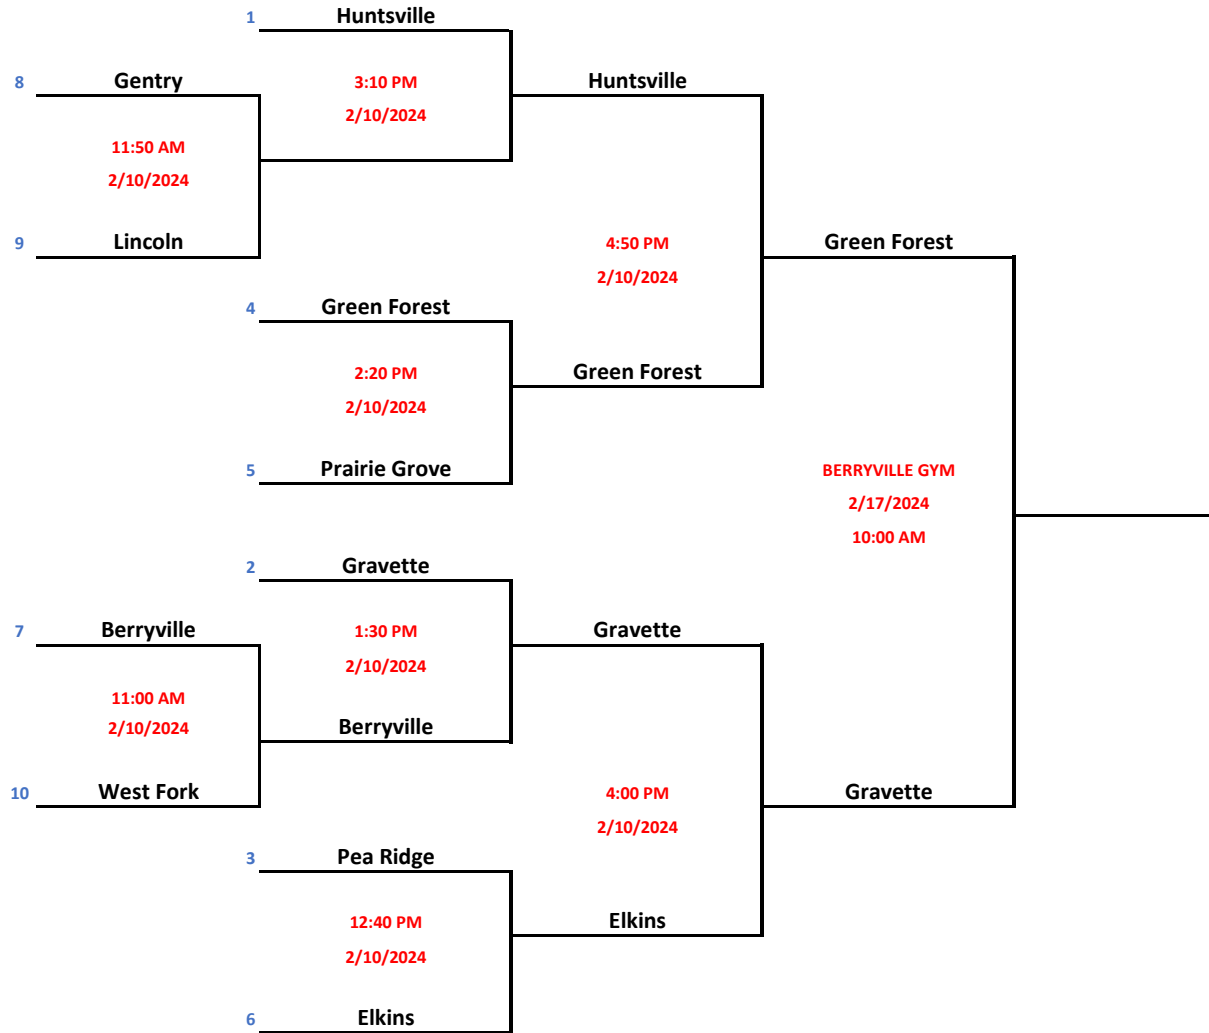 1 Huntsville
8 Gentry 3:10 PM Huntsville
2/10/2024
11:50 AM
2/10/2024
9 Lincoln 4:50 PM Green Forest
2/10/2024
4 Green Forest
2:20 PM Green Forest
2/10/2024
5 Prairie Grove BERRYVILLE GYM
2/17/2024
10:00 AM
2 Gravette
7 Berryville 1:30 PM Gravette
2/10/2024
11:00 AM
2/10/2024 Berryville
10 West Fork 4:00 PM Gravette
2/10/2024
3 Pea Ridge
12:40 PM Elkins
2/10/2024
6 Elkins